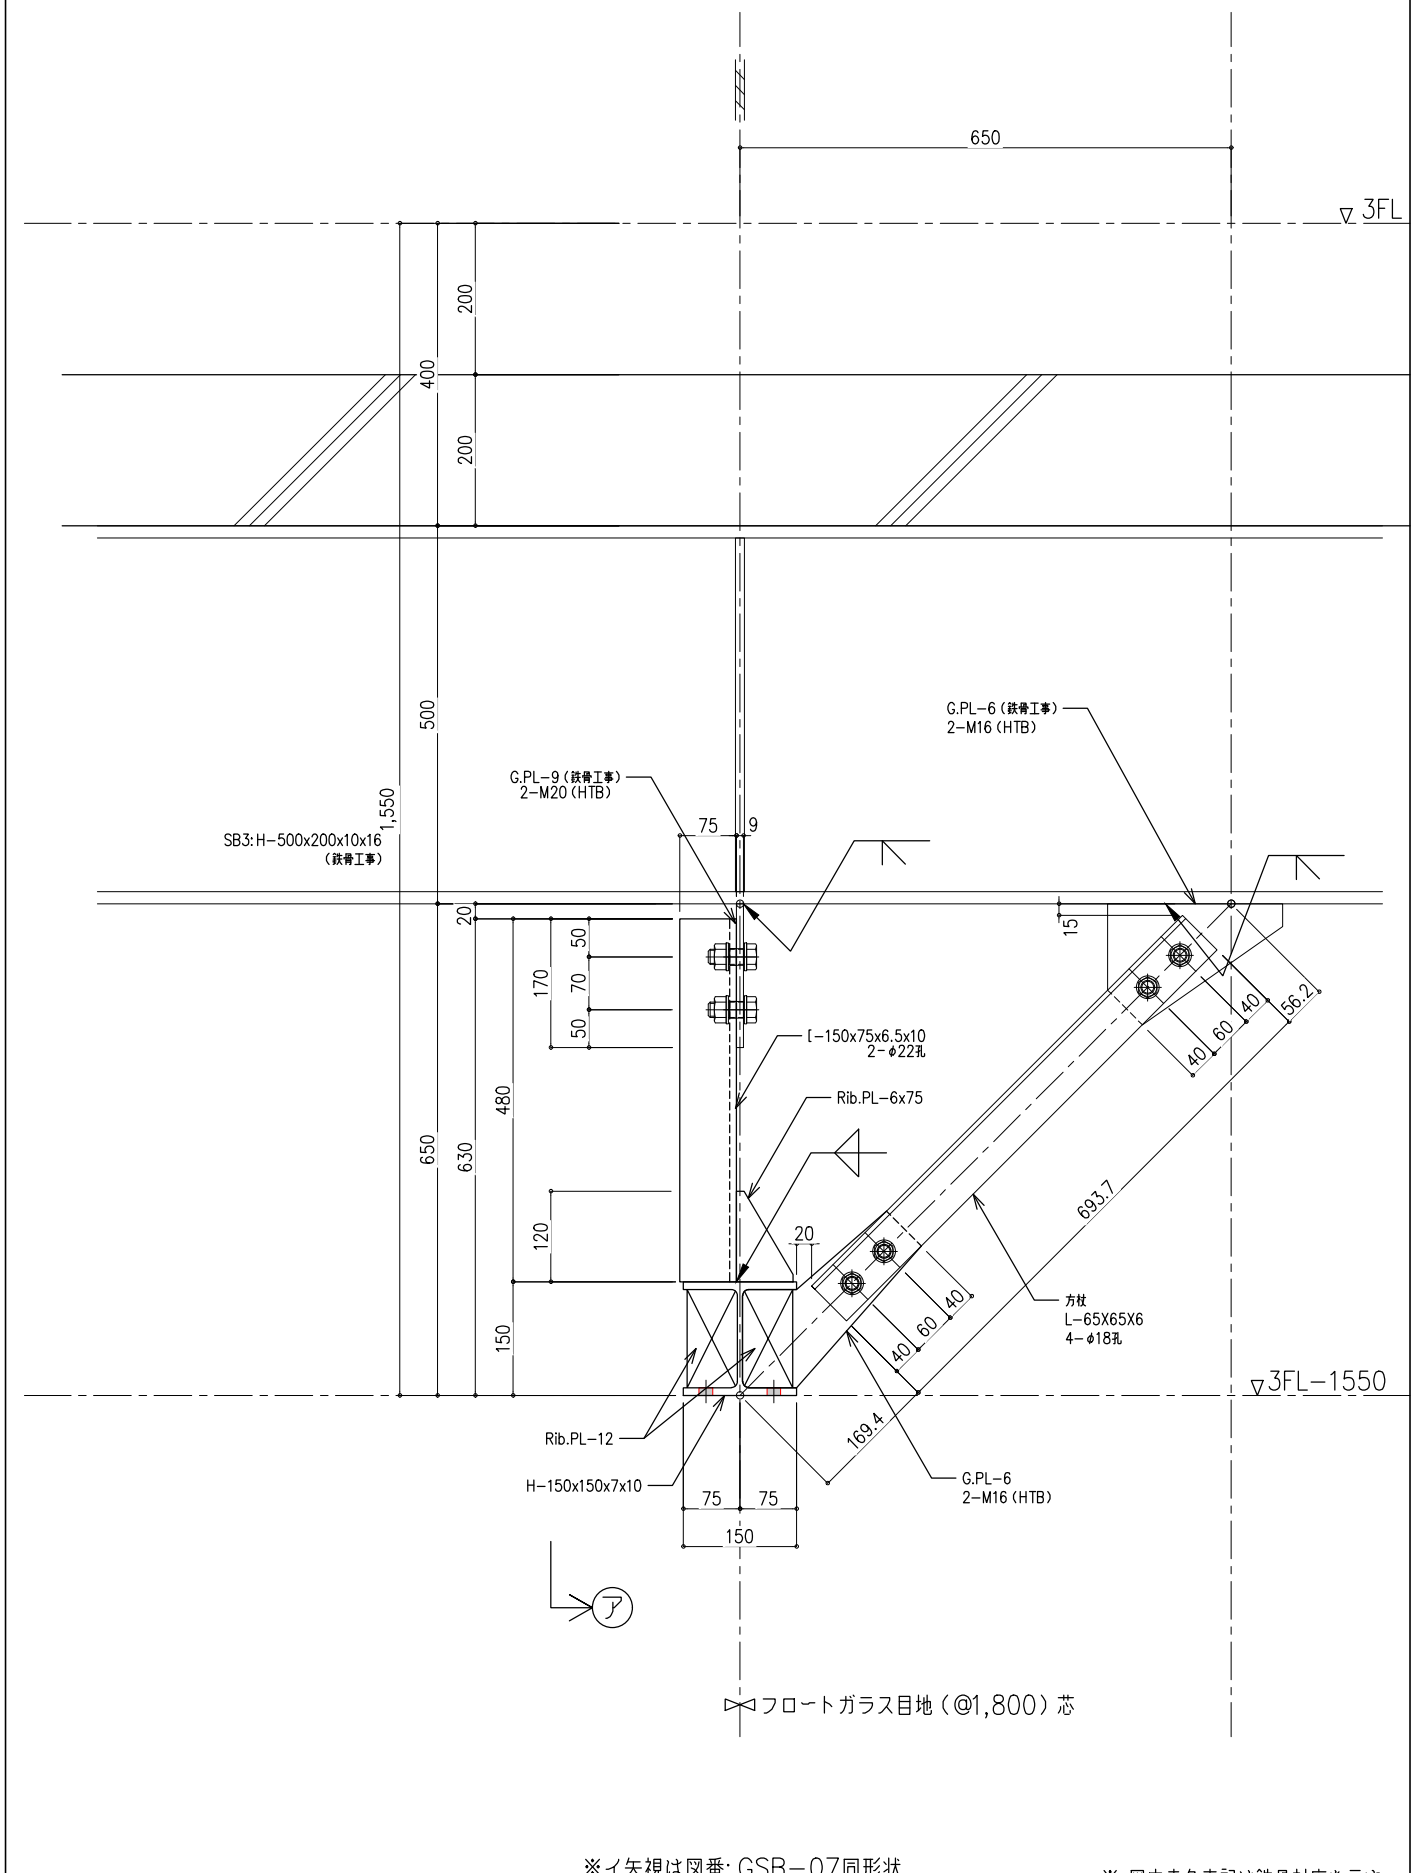 650
3FL
200
400
200
500
G.PL-6(鉄骨工事)
2-M16(HTB)
G.PL-9(鉄骨工事)
2-M20(HTB)
1,550
SB3:H-500x200x10x16
(鉄骨工事)
75
9
20
15
50
170
70
50
56.2
40
60
40
[-150x75x6.5x10
2-φ22孔
Rib.PL-6x75
480
650
630
120
20
693.7
方杖
L-65X65X6
4-φ18孔
40
60
40
150
3FL-1550
169.4
Rib.PL-12
H-150x150x7x10
G.PL-6
2-M16(HTB)
75
75
150
ア
フロートガラス目地(@1,800)芯
※イ矢視は図番:GSB-07同形状